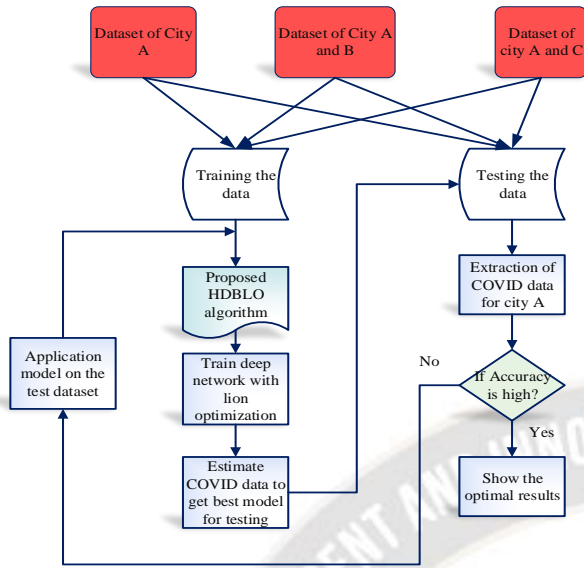 Dataset of City
A
Dataset of City A
and B
Dataset of
city A and C
Training the
data
Testing the
data
Proposed
HDBLO
algorithm
Extraction of
COVID data
for city A
Application
model on the
test dataset
Train deep
network with
lion
optimization
No
If Accuracy
is high?
Yes
Estimate
COVID data to
get best model
for testing
Show the
optimal results
ENT AND INNO